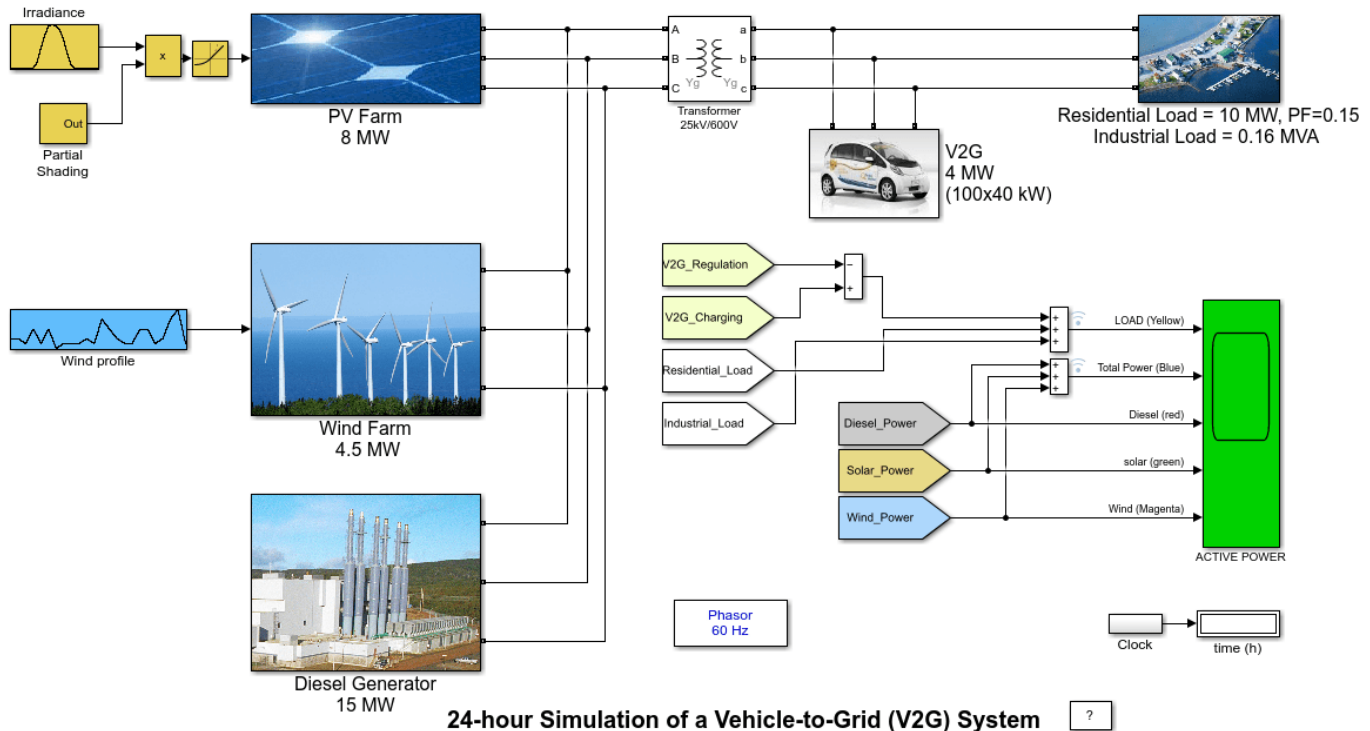 Irradiance
x
Out
Partial
Shading
PV Farm
8 MW
A
B
C
a
b
c
Yg
Yg
Transformer
25kV/600V
Residential Load = 10 MW, PF=0.15
Industrial Load = 0.16 MVA
V2G
4 MW
(100x40 kW)
Wind profile
Wind Farm
4.5 MW
V2G_Regulation
V2G_Charging
Residential_Load
Industrial_Load
−
+
+
+
+
+
+
+
LOAD (Yellow)
Total Power (Blue)
Diesel (red)
solar (green)
Wind (Magenta)
Diesel_Power
Solar_Power
Wind_Power
ACTIVE POWER
Diesel Generator
15 MW
Phasor
60 Hz
Clock
time (h)
24-hour Simulation of a Vehicle-to-Grid (V2G) System
?